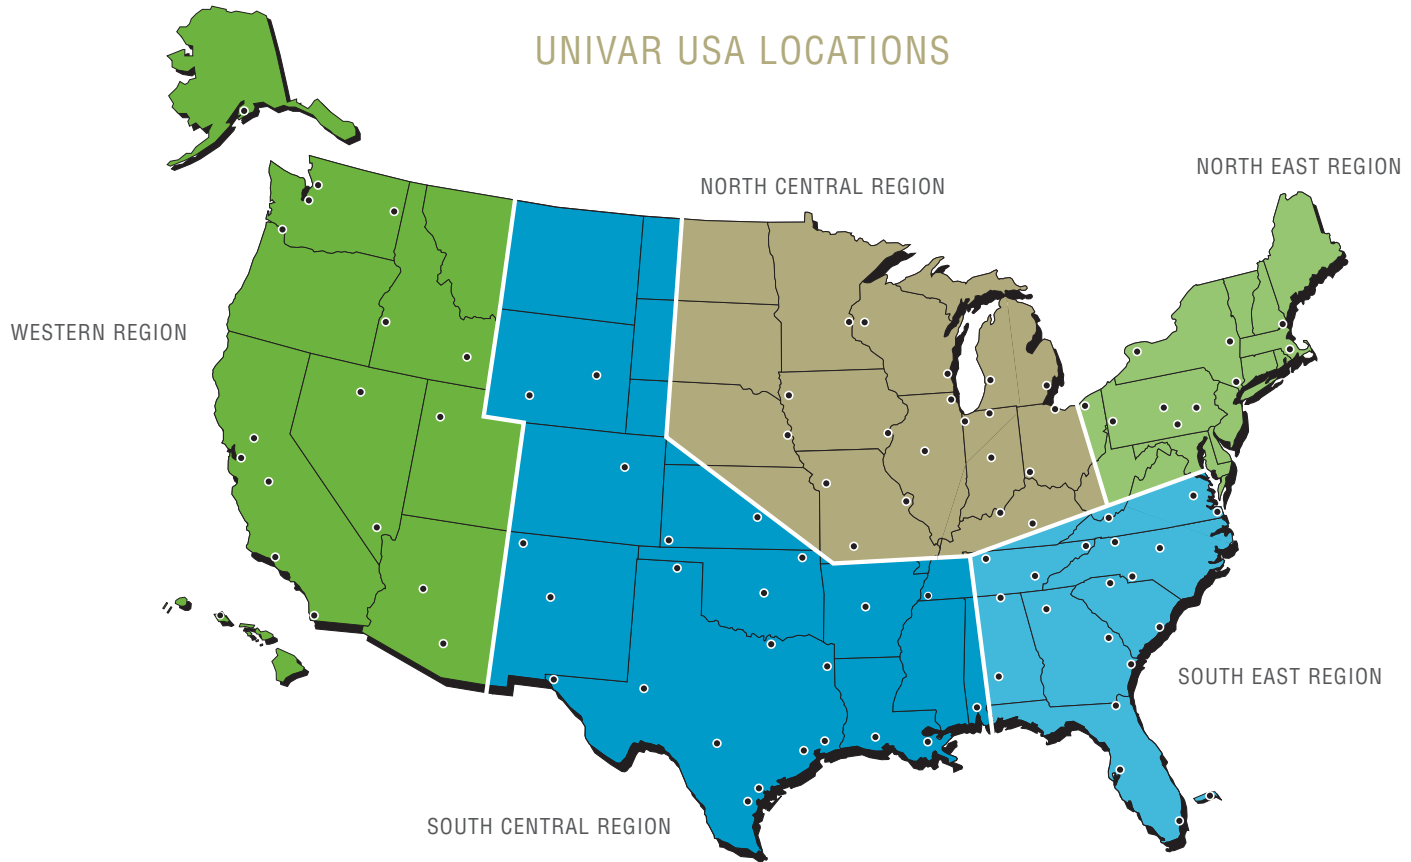 UNIVAR USA LOCATIONS
NORTH EAST REGION
NORTH CENTRAL REGION
WESTERN REGION
SOUTH EAST REGION
SOUTH CENTRAL REGION